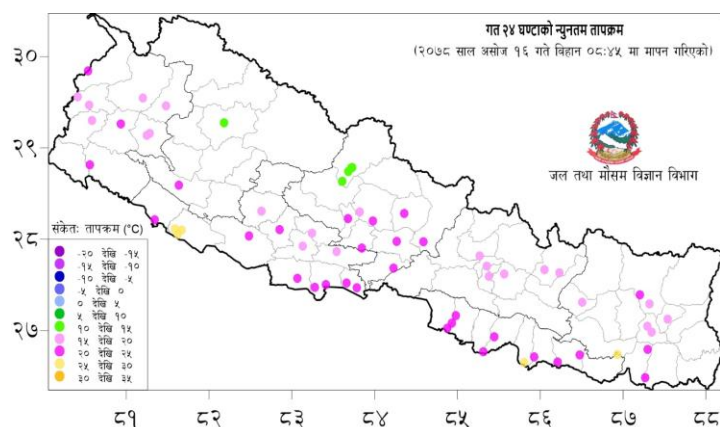 गत २४ घण्टाको न्युनतम तापक्रम
(२०७८ साल असोज १६ गते बिहान ०८:४५ मा मापन गरिएको)
जल तथा मौसम विज्ञान विभाग
३०
२९
२८
२७
संकेतः तापक्रम (°C)
-२० देखि -१५
-१५ देखि -१०
-१० देखि -५
-५ देखि ०
० देखि ५
५ देखि १०
१० देखि १५
१५ देखि २०
२० देखि २५
२५ देखि ३०
३० देखि ३५
८१ ८२ ८३ ८४ ८५ ८६ ८७ ८८